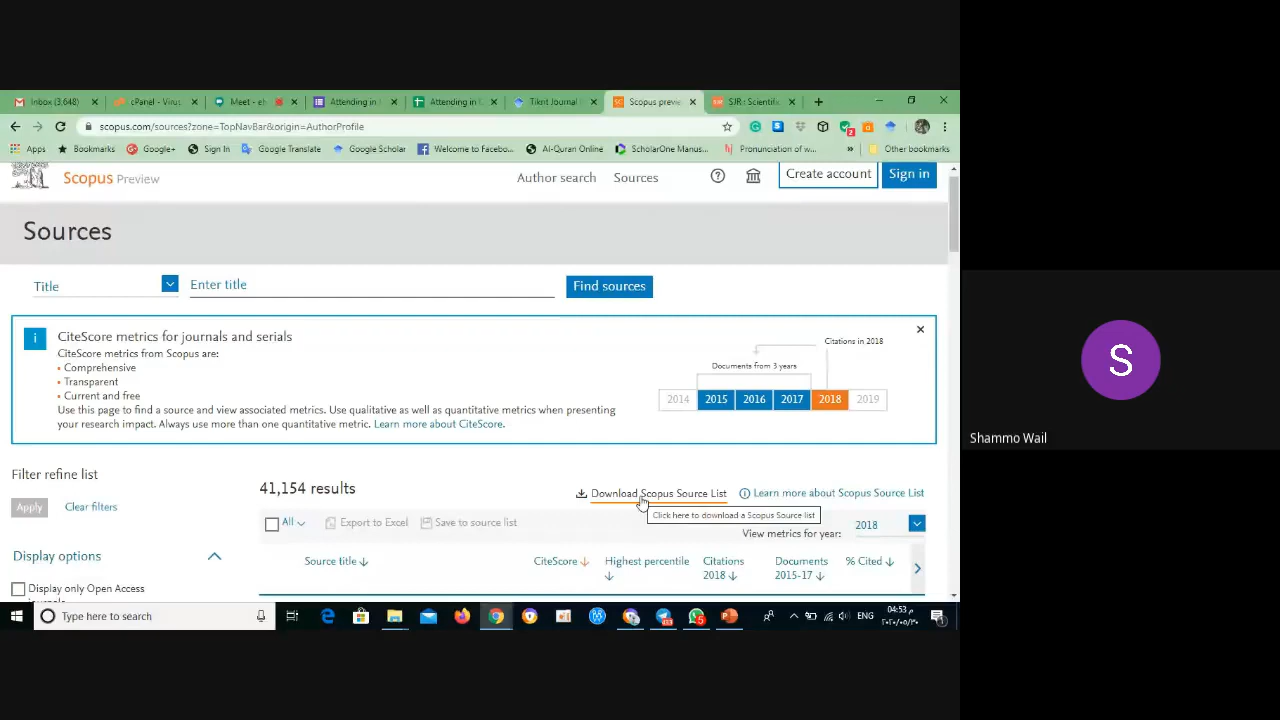 Inbox (3,648)
cPanel - Viruc
Meet - eh
Attending in I
Attending in I
Tiknt Journal I
Scopus previe
SJR : Scientific
scopus.com/sources?zone=TopNavBar&origin=AuthorProfile
2
Apps
Bookmarks
Google+
Sign In
Google Translate
Google Scholar
Welcome to Facebo...
Al-Quran Online
ScholarOne Manus...
Pronunciation of w...
»
Other bookmarks
Scopus Preview
Author search
Sources
Create account
Sign in
Sources
Title
Enter title
Find sources
i
CiteScore metrics for journals and serials
CiteScore metrics from Scopus are:
• Comprehensive
• Transparent
• Current and free
Use this page to find a source and view associated metrics. Use qualitative as well as quantitative metrics when presenting
your research impact. Always use more than one quantitative metric. Learn more about CiteScore.
Citations in 2018
Documents from 3 years
2014 2015 2016 2017 2018 2019
Filter refine list
Apply
Clear filters
41,154 results
Download Scopus Source List
Learn more about Scopus Source List
Click here to download a Scopus Source list
All
Export to Excel
Save to source list
View metrics for year:
2018
Display options
Display only Open Access
Source title
CiteScore
Highest percentile
Citations
2018
Documents
2015-17
% Cited
Type here to search
ENG
04:53 م
S
Shammo Wail